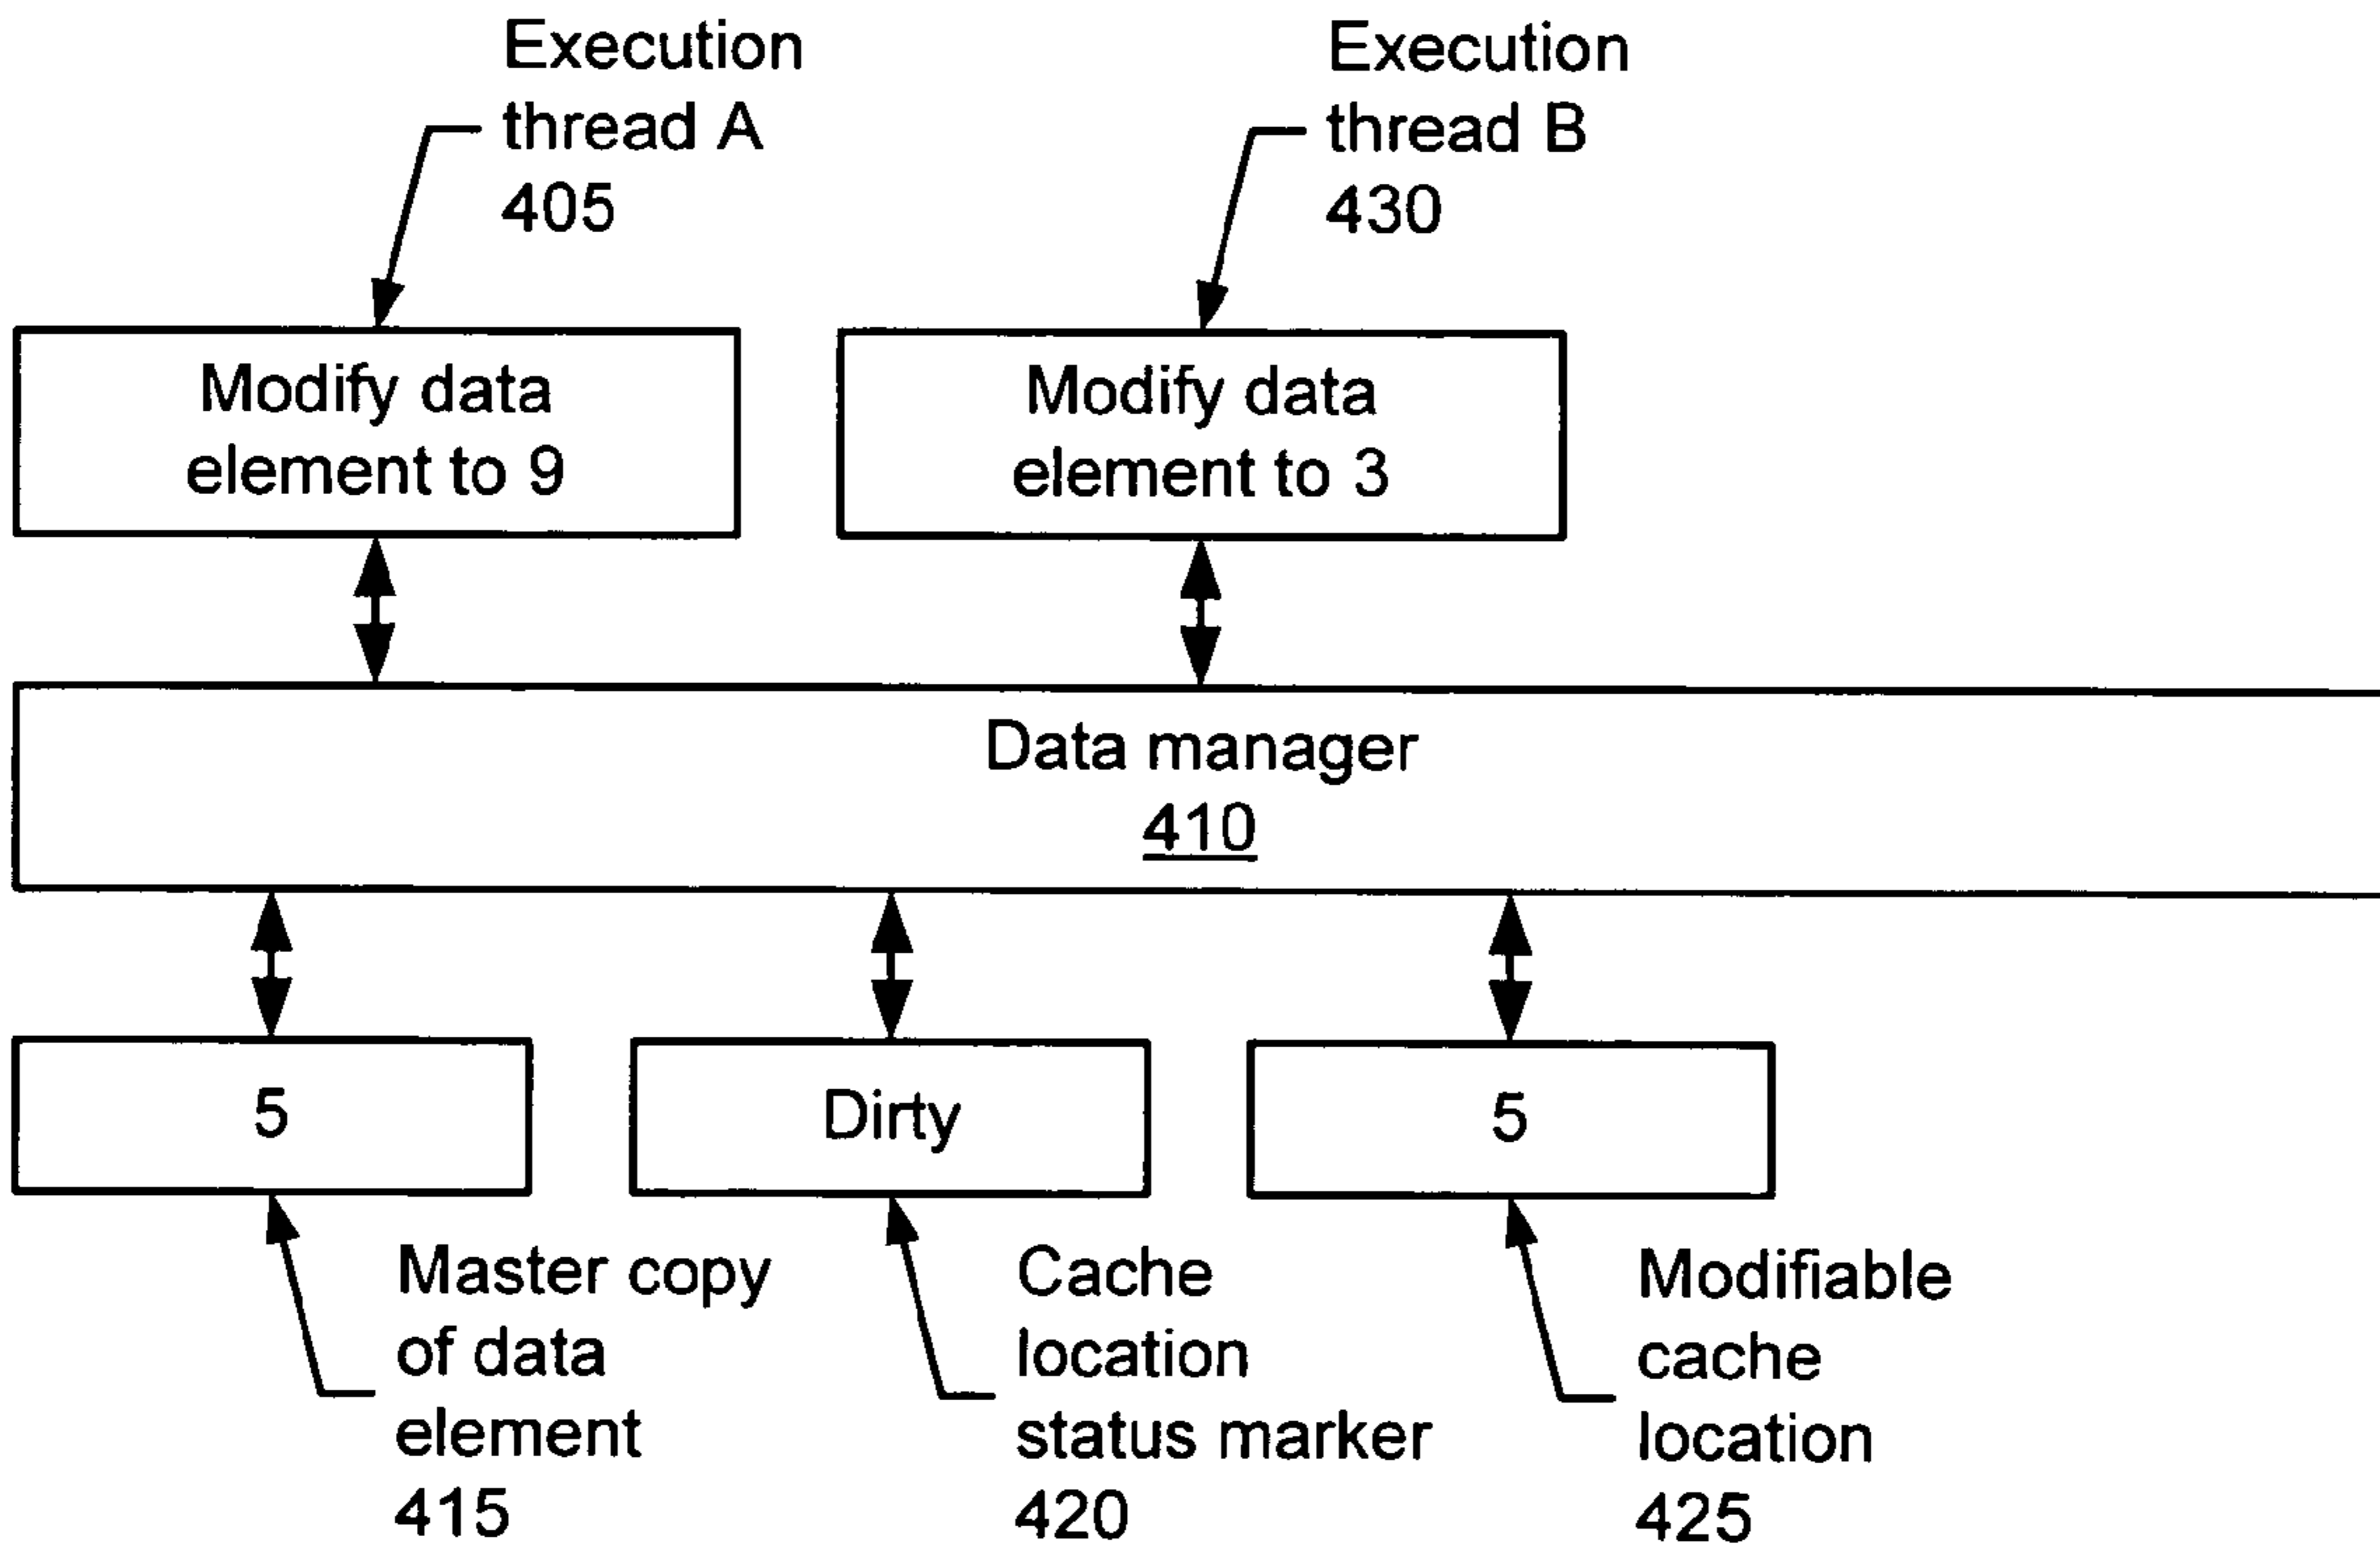 Execution
thread A
405
Execution
thread B
430
Modify data
element to 9
Modify data
element to 3
Data manager
410
5
Dirty
5
Master copy
of data
element
415
Cache
location
status marker
420
Modifiable
cache
location
425